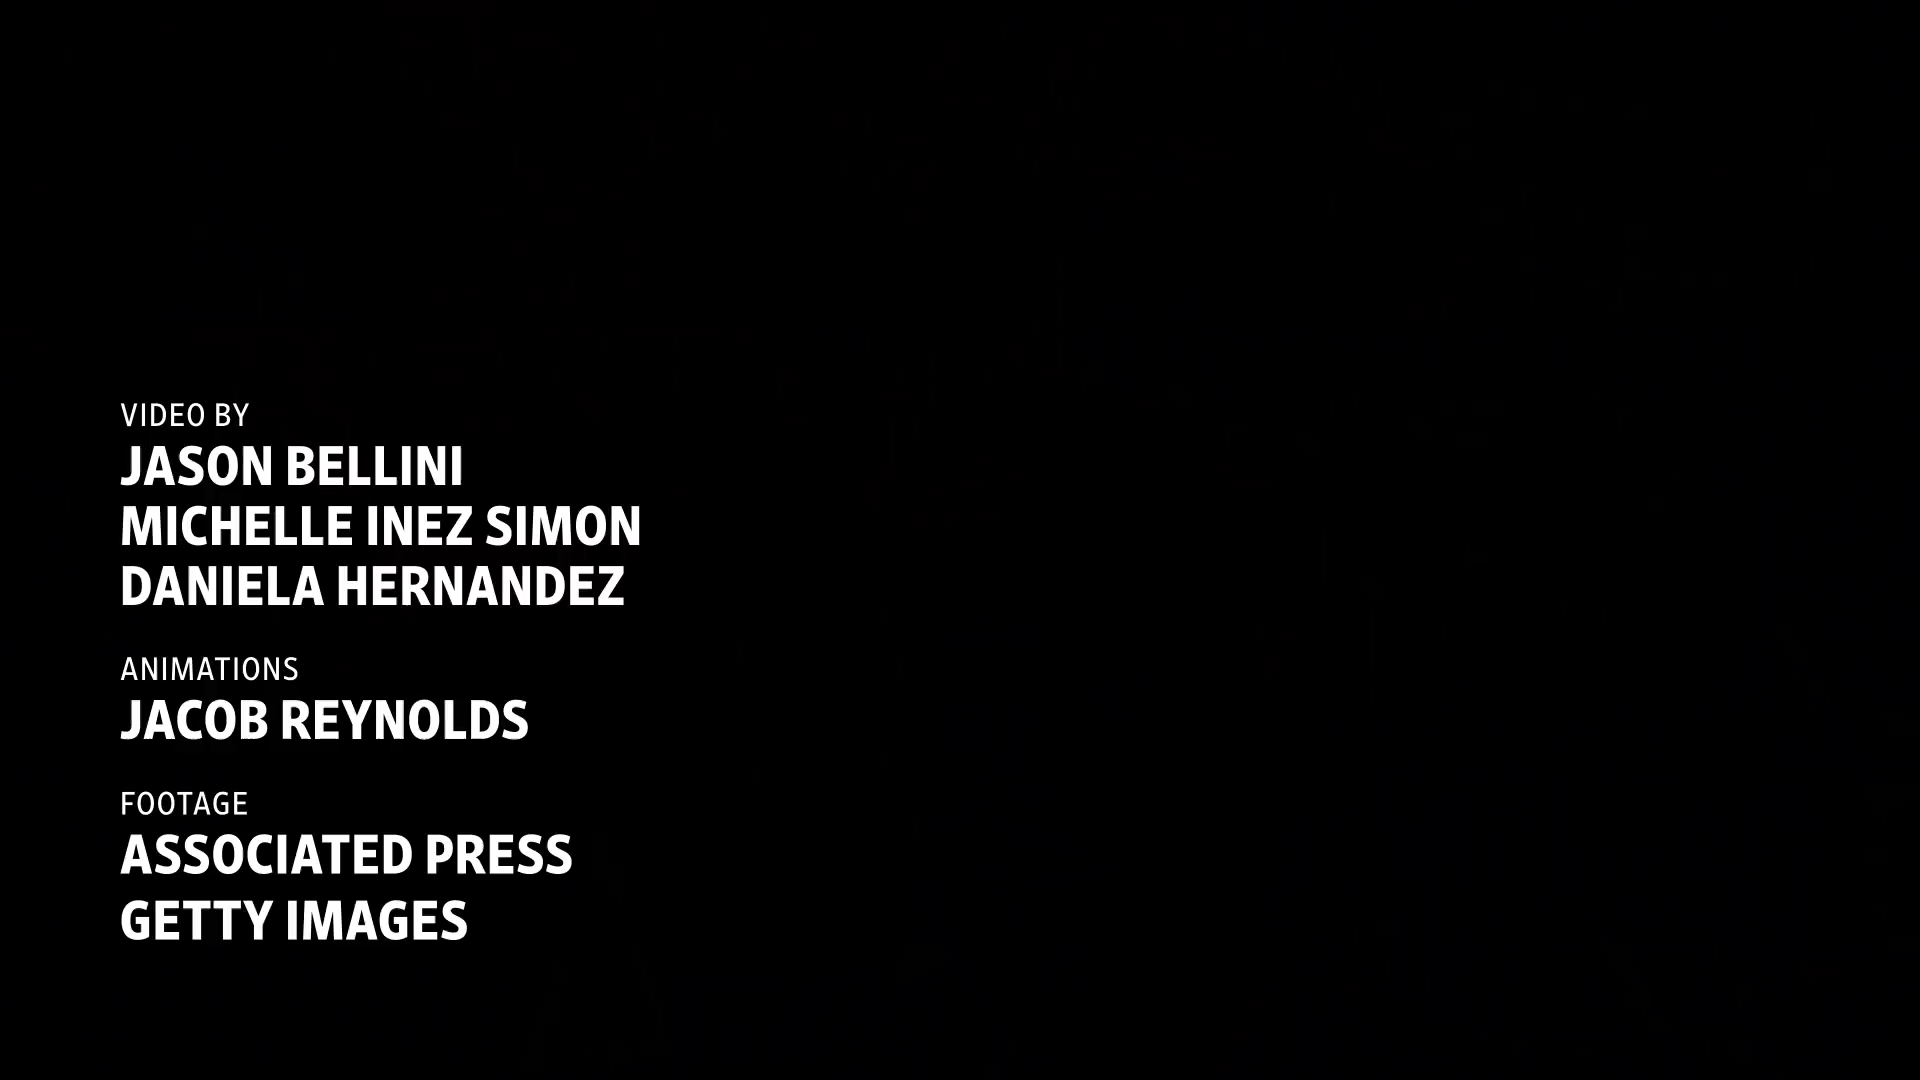 VIDEO BY
JASON BELLINI
MICHELLE INEZ SIMON
DANIELA HERNANDEZ
ANIMATIONS
JACOB REYNOLDS
FOOTAGE
ASSOCIATED PRESS
GETTY IMAGES